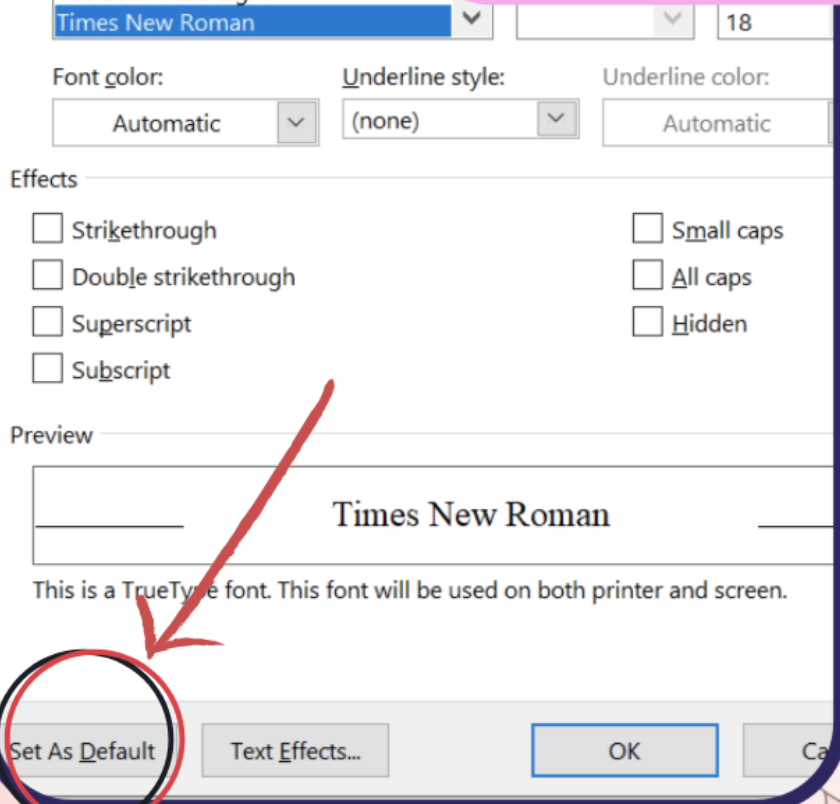 Times New Roman 18
Font color: Underline style: Underline color:
Automatic (none) Automatic
Effects
Strikethrough Small caps
Double strikethrough All caps
Superscript Hidden
Subscript
Preview
Times New Roman
This is a TrueType font. This font will be used on both printer and screen.
Set As Default Text Effects... OK